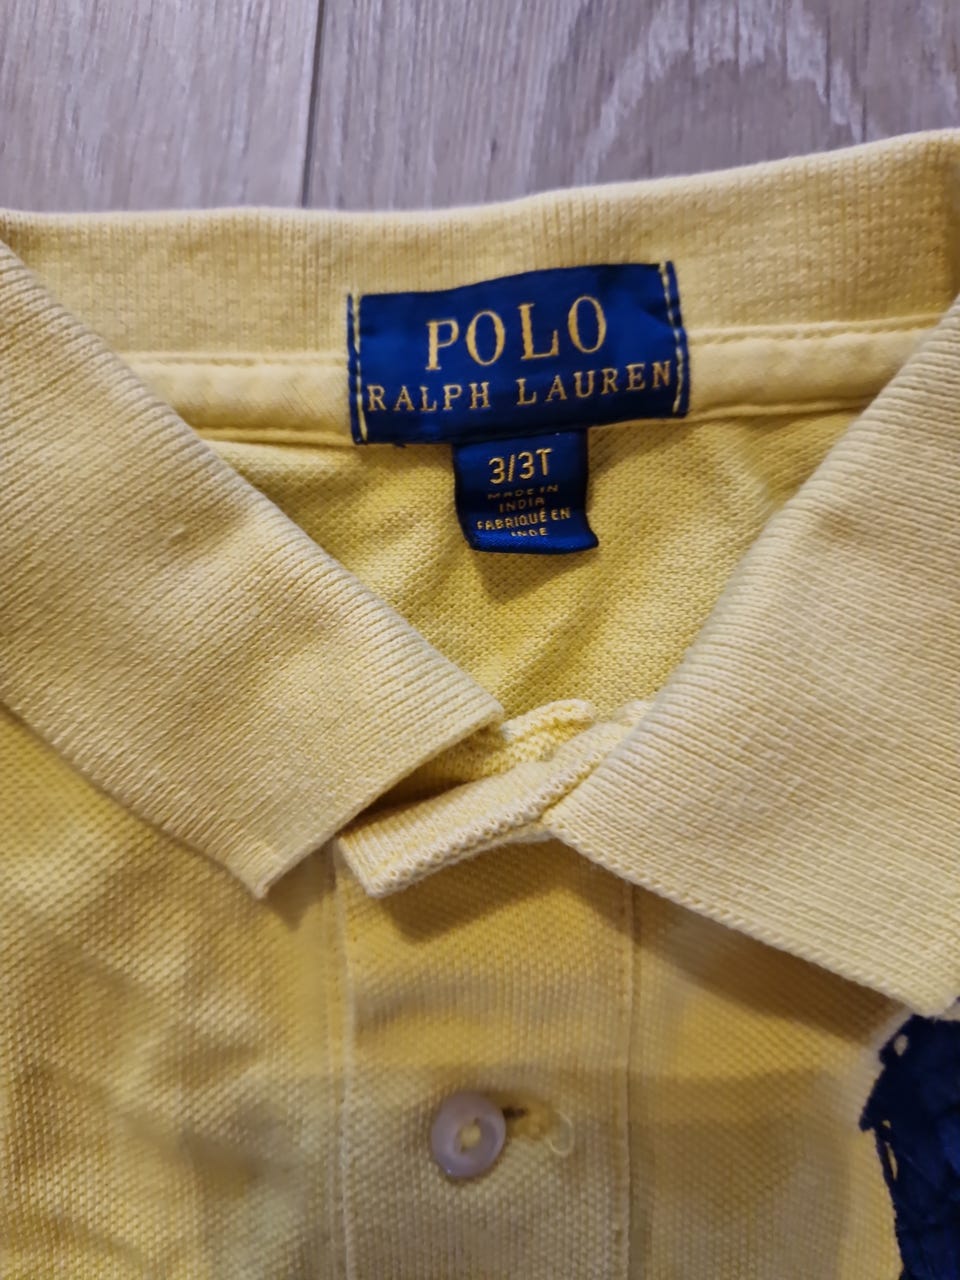 POLO
RALPH LAUREN
3/3T
MADE IN
INDIA
FABRIQUÉ EN
INDE